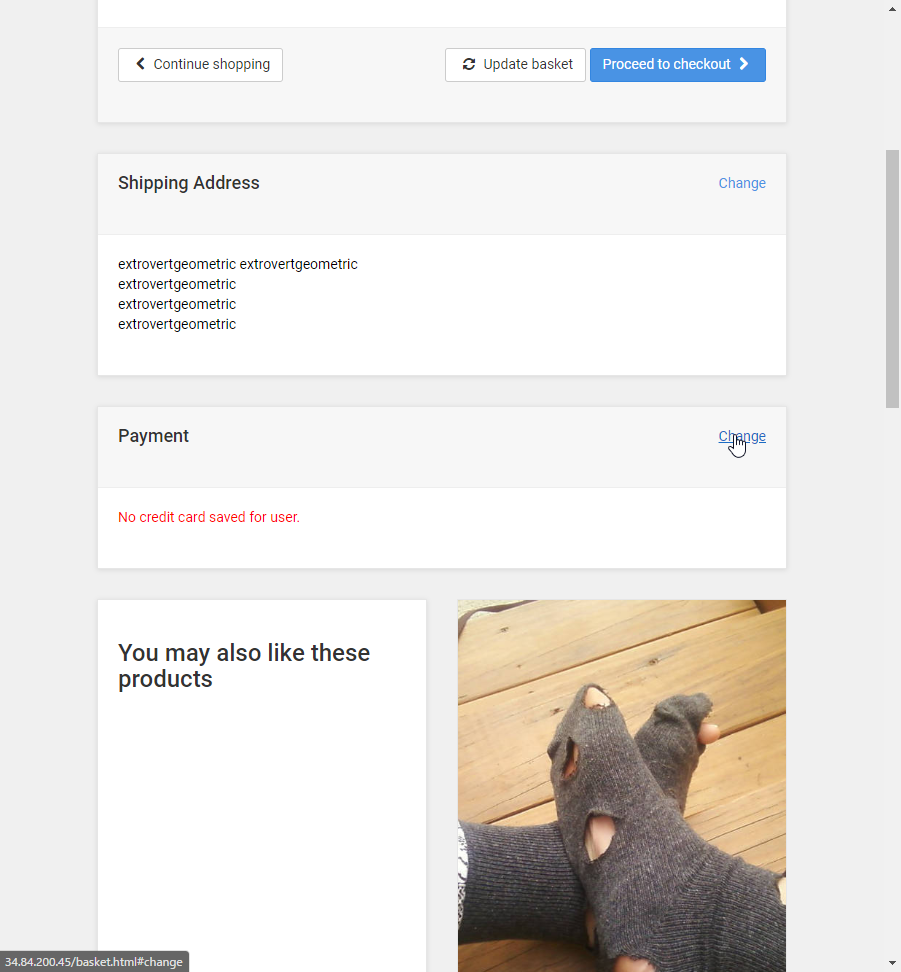 Continue shopping
Update basket
Proceed to checkout
Shipping Address
Change
extrovertgeometric extrovertgeometric
extrovertgeometric
extrovertgeometric
extrovertgeometric
Payment
Change
No credit card saved for user.
You may also like these
products
34.84.200.45/basket.html#change